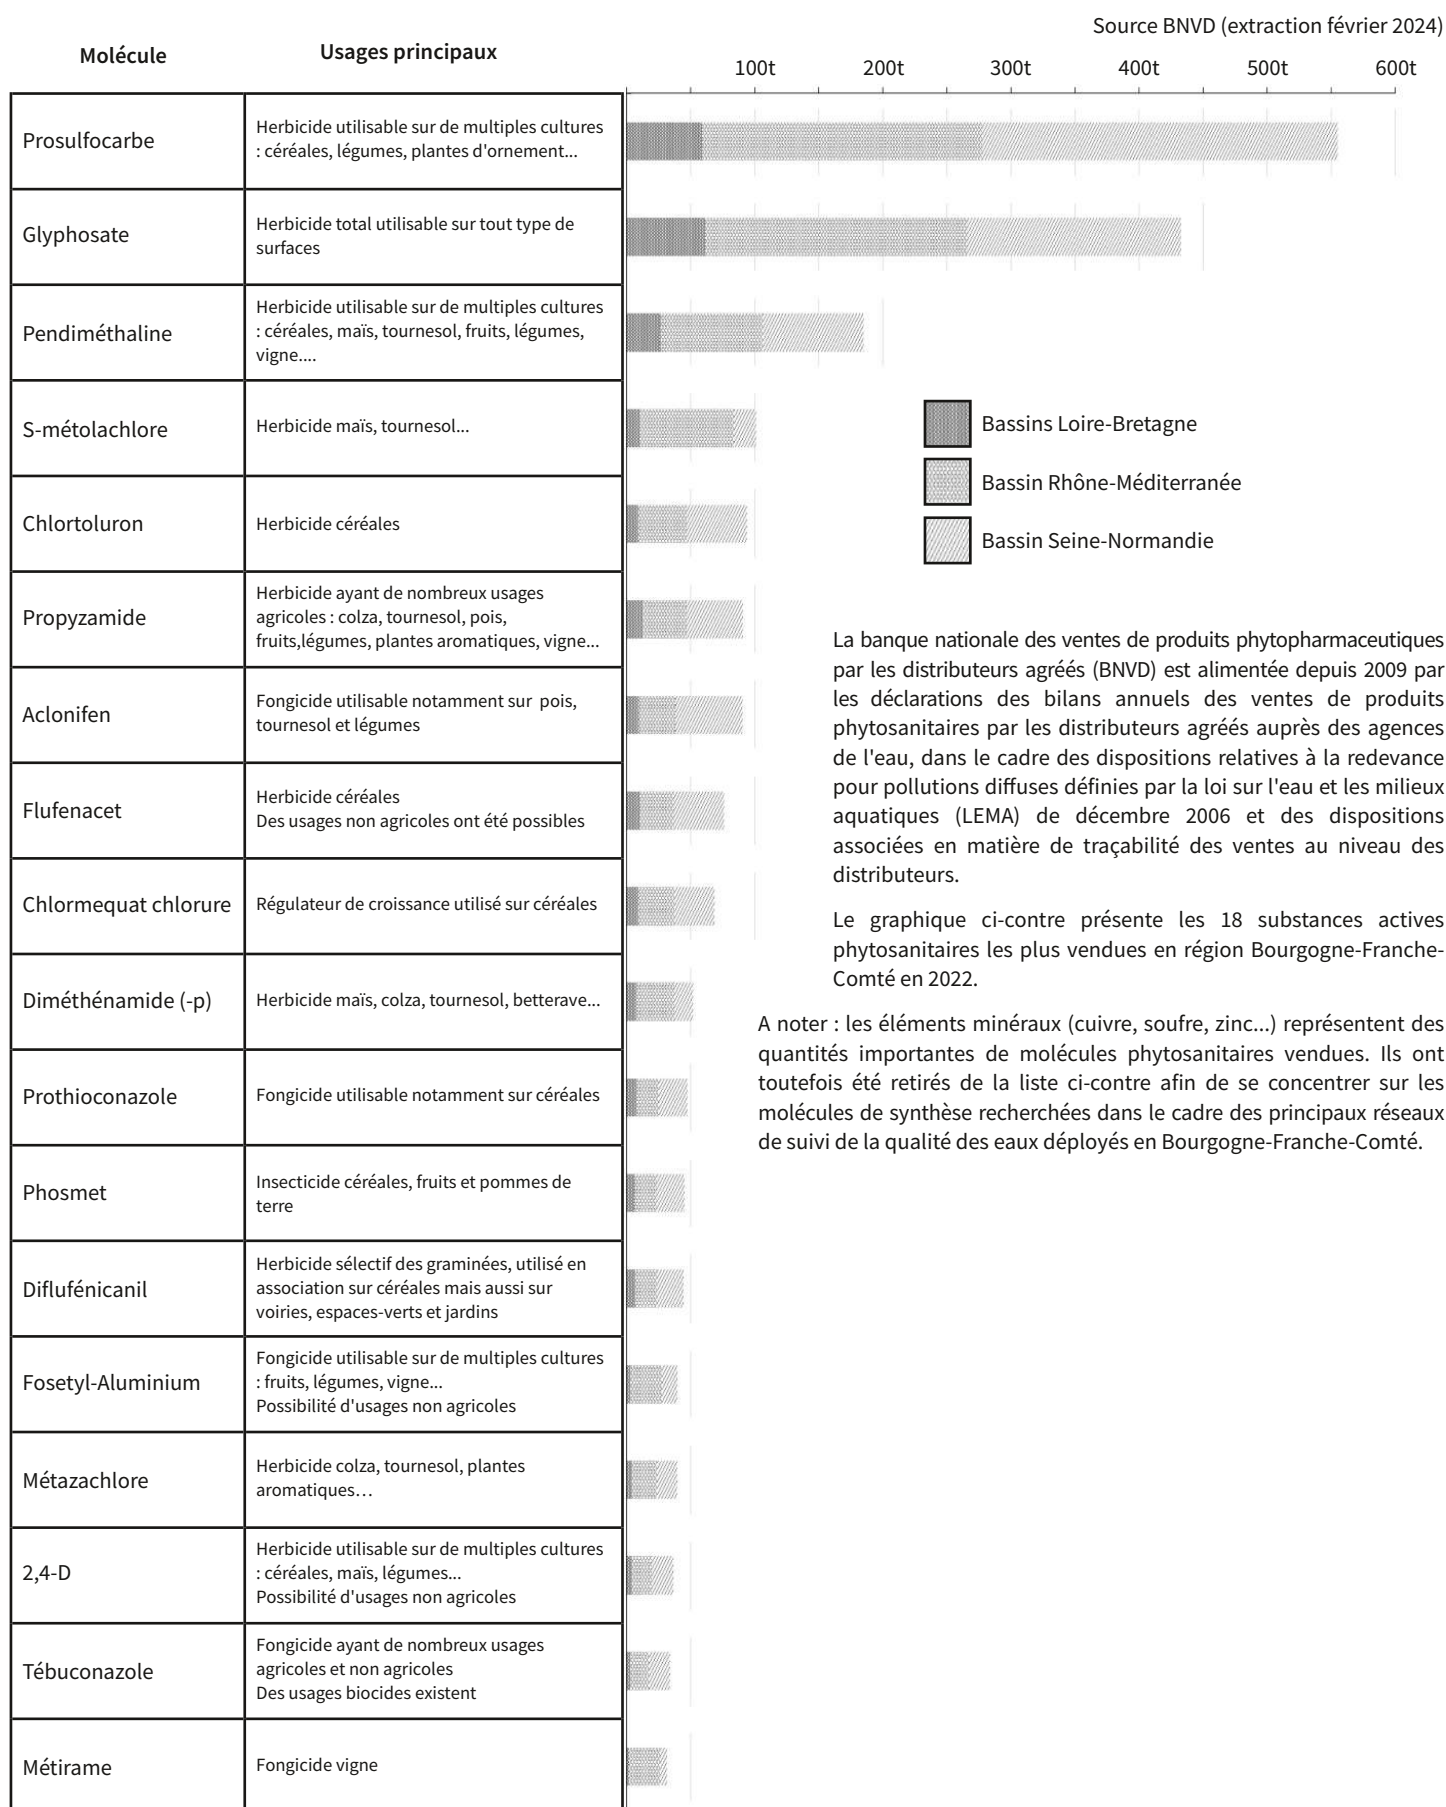 Source BNVD (extraction février 2024)
Molécule
Usages principaux
100t
200t
300t
400t
500t
600t
Prosulfocarbe
Herbicide utilisable sur de multiples cultures
: céréales, légumes, plantes d'ornement...
Glyphosate
Herbicide total utilisable sur tout type de
surfaces
Pendiméthaline
Herbicide utilisable sur de multiples cultures
: céréales, maïs, tournesol, fruits, légumes,
vigne....
S-métolachlore
Herbicide maïs, tournesol...
Chlortoluron
Herbicide céréales
Propyzamide
Herbicide ayant de nombreux usages
agricoles : colza, tournesol, pois,
fruits,légumes, plantes aromatiques, vigne...
Aclonifen
Fongicide utilisable notamment sur  pois,
tournesol et légumes
Flufenacet
Herbicide céréales
Des usages non agricoles ont été possibles
Chlormequat chlorure
Régulateur de croissance utilisé sur céréales
Diméthénamide (-p)
Herbicide maïs, colza, tournesol, betterave...
Prothioconazole
Fongicide utilisable notamment sur céréales
Phosmet
Insecticide céréales, fruits et pommes de
terre
Diflufénicanil
Herbicide sélectif des graminées, utilisé en
association sur céréales mais aussi sur
voiries, espaces-verts et jardins
Fosetyl-Aluminium
Fongicide utilisable sur de multiples cultures
: fruits, légumes, vigne...
Possibilité d'usages non agricoles
Métazachlore
Herbicide colza, tournesol, plantes
aromatiques…
2,4-D
Herbicide utilisable sur de multiples cultures
: céréales, maïs, légumes...
Possibilité d'usages non agricoles
Tébuconazole
Fongicide ayant de nombreux usages
agricoles et non agricoles
Des usages biocides existent
Métirame
Fongicide vigne
Bassins Loire-Bretagne
Bassin Rhône-Méditerranée
Bassin Seine-Normandie
La banque nationale des ventes de produits phytopharmaceutiques
par les distributeurs agréés (BNVD) est alimentée depuis 2009 par
les déclarations des bilans annuels des ventes de produits
phytosanitaires par les distributeurs agréés auprès des agences
de l'eau, dans le cadre des dispositions relatives à la redevance
pour pollutions diffuses définies par la loi sur l'eau et les milieux
aquatiques (LEMA) de décembre 2006 et des dispositions
associées en matière de traçabilité des ventes au niveau des
distributeurs.
Le graphique ci-contre présente les 18 substances actives
phytosanitaires les plus vendues en région Bourgogne-Franche-
Comté en 2022.
A noter : les éléments minéraux (cuivre, soufre, zinc...) représentent des
quantités importantes de molécules phytosanitaires vendues. Ils ont
toutefois été retirés de la liste ci-contre afin de se concentrer sur les
molécules de synthèse recherchées dans le cadre des principaux réseaux
de suivi de la qualité des eaux déployés en Bourgogne-Franche-Comté.